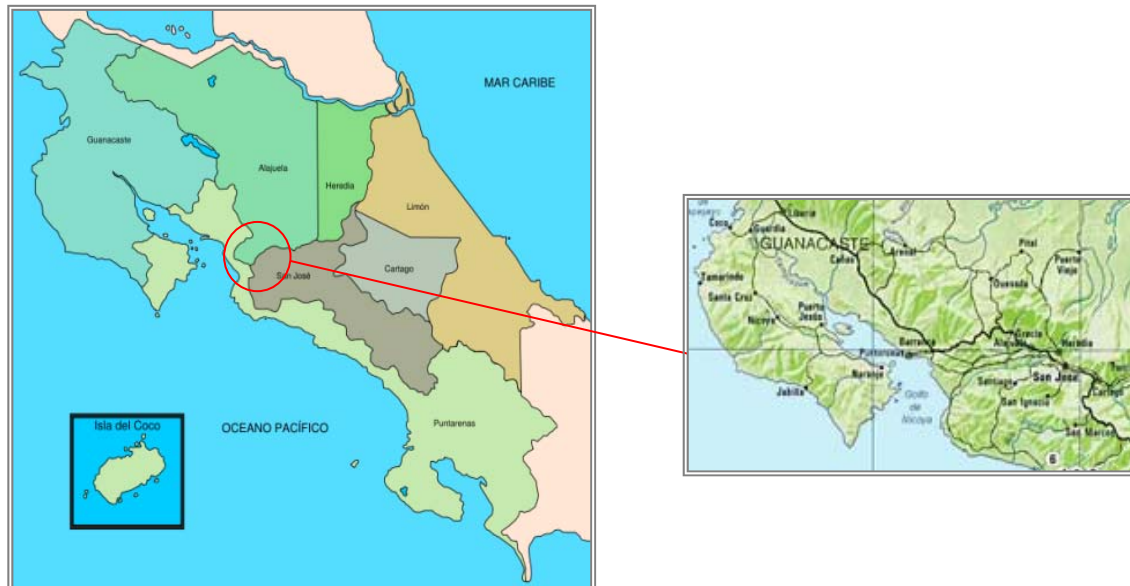 MAR CARIBE
Guanacaste
Alajuela
Heredia
Limón
San José
Cartago
Isla del Coco
OCEANO PACÍFICO
Puntarenas
Coco
Liberia
Guardia
GUANACASTE
Cañas
Arenal
Pital
Puerto
Viejo
Tamarindo
Santa Cruz
Quesada
Nicoya
Puerto
Jesús
Grecia
Barranca
Alajuela
Heredia
Puntarenas
Naranjo
San José
Jabilla
Santiago
Cartago
San Ignacio
Golfo
de
Nicoya
San Marcos
6